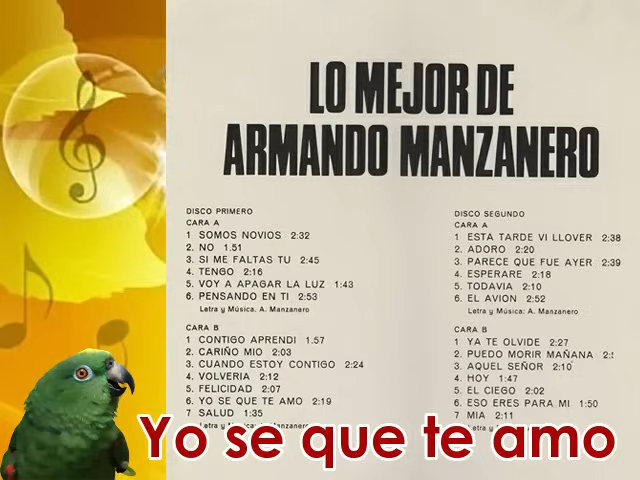 LO MEJOR DE
ARMANDO MANZANERO
DISCO PRIMERO
CARA A
1 SOMOS NOVIOS 2:32
2. NO 1.51
3. SI ME FALTAS TU 2:45
4. TENGO 2:16
5. VOY A APAGAR LA LUZ 1:43
6. PENSANDO EN TI 2:53
Letra y Música. A. Manzanero
CARA B
1 CONTIGO APRENDI 1.57
2. CARIÑO MIO 2:03
3. CUANDO ESTOY CONTIGO 2:24
4. VOLVERIA 2:12
5. FELICIDAD 2:07
6. YO SE QUE TE AMO 2:19
7 SALUD 1:35
DISCO SEGUNDO
CARA A
1 ESTA TARDE VI LLOVER 2:38
2. ADORO 2:20
3. PARECE QUE FUE AYER 2:39
4. ESPERARE 2:18
5. TODAVIA 2:10
6. EL AVION 2:52
Letra y Música: A. Manzanero
CARA B
1 YA TE OLVIDE 2:27
2. PUEDO MORIR MAÑANA
3. AQUEL SEÑOR 2:10
4. HOY 1:47
5. EL CIEGO 2:02
6. ESO ERES PARA MI 1:50
7 MIA 2:11
Yo se que te amo